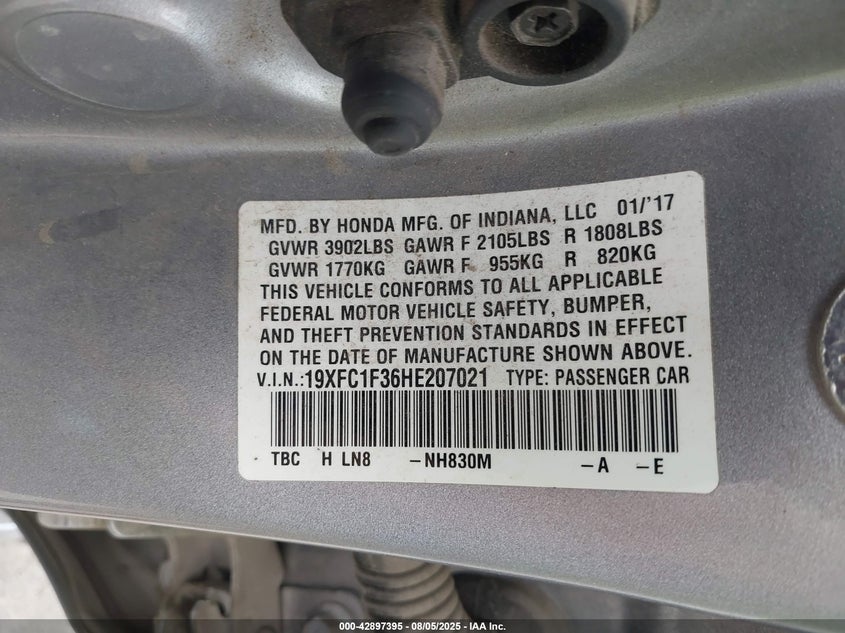 MFD. BY HONDA MFG. OF INDIANA, LLC 01/'17
GVWR 3902LBS GAWR F 2105LBS R 1808LBS
GVWR 1770KG GAWR F 955KG R 820KG
THIS VEHICLE CONFORMS TO ALL APPLICABLE
FEDERAL MOTOR VEHICLE SAFETY, BUMPER,
AND THEFT PREVENTION STANDARDS IN EFFECT
ON THE DATE OF MANUFACTURE SHOWN ABOVE.
V.I.N.:19XFC1F36HE207021 TYPE: PASSENGER CAR
TBC H LN8 -NH830M -A -E
000-42897395 - 08/05/2025 - IAA Inc.